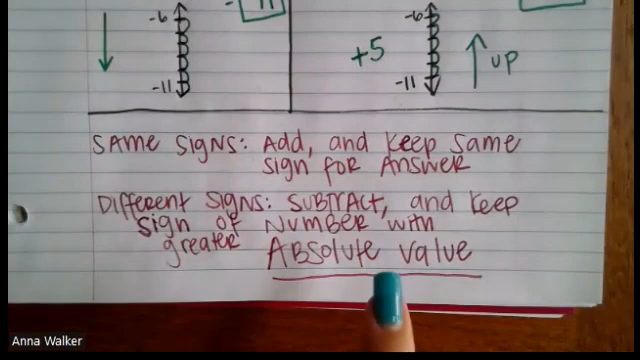 -6
-11
- 11
-6
+5
UP
-11
SAME SIGNS: Add, and Keep Same
sign for Answer
Different Signs: SUBTRACT, and Keep
Sign of Number with
greater Absolute value
Anna Walker